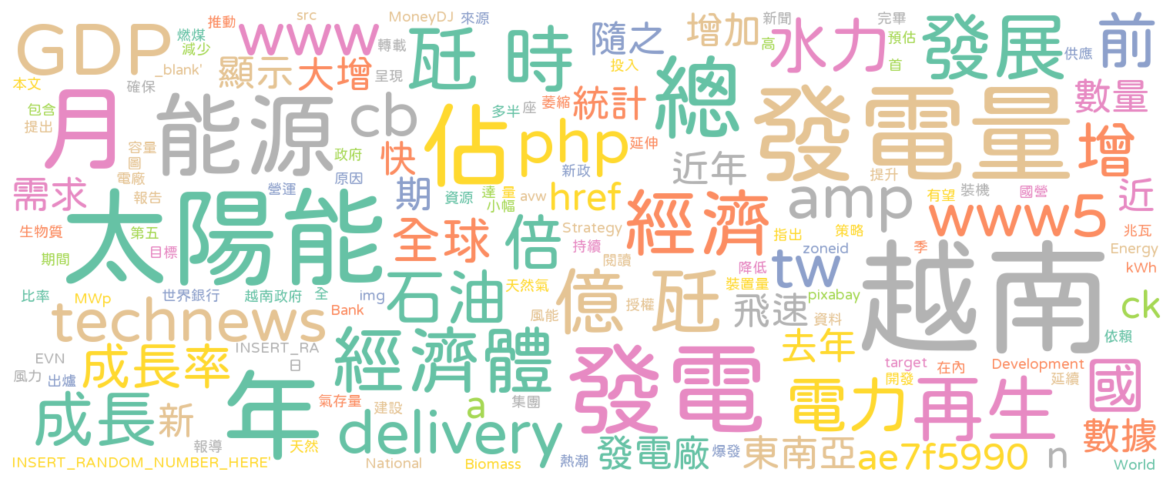 GDP
www
推動
src
MoneyDJ
來源
燃煤
減少
轉載
瓩
時
隨之
增加
新聞
高
完畢
水力
預估
首
發展
供應
前
_blank'
本文
確保
顯示
大增
呈現
投入
總
月
能源
cb
包含
提出
佔
多半
座
萎縮
統計
php
延伸
發電量
數量
增
容量
圖
電廠
政府
快
新政
近年
提升
需求
報告
營運
原因
期
資源
達
量
小幅
avw
href
amp
有望
裝機
國營
近
太陽能
生物質
第五
目標
期間
全球
倍
Strategy
持續
經濟
指出
策略
www5
兆瓦
季
Energy
kWh
閱讀
降低
tw
zoneid
越南
比率
MWp
世界銀行
越南政府
全
img
石油
天然氣
裝置量
pixabay
ck
Bank
風能
億
瓩
授權
飛速
資料
依賴
technews
EVN
INSERT_RA
日
風力
出爐
成長率
經濟體
去年
target
在內
Development
開發
延續
發電
國
年
氣存量
建設
a
集團
電力
再生
成長
新
delivery
數據
報導
天然
熱潮
發電廠
爆發
東南亞
ae7f5990
n
INSERT_RANDOM_NUMBER_HERE'
National
Biomass
World